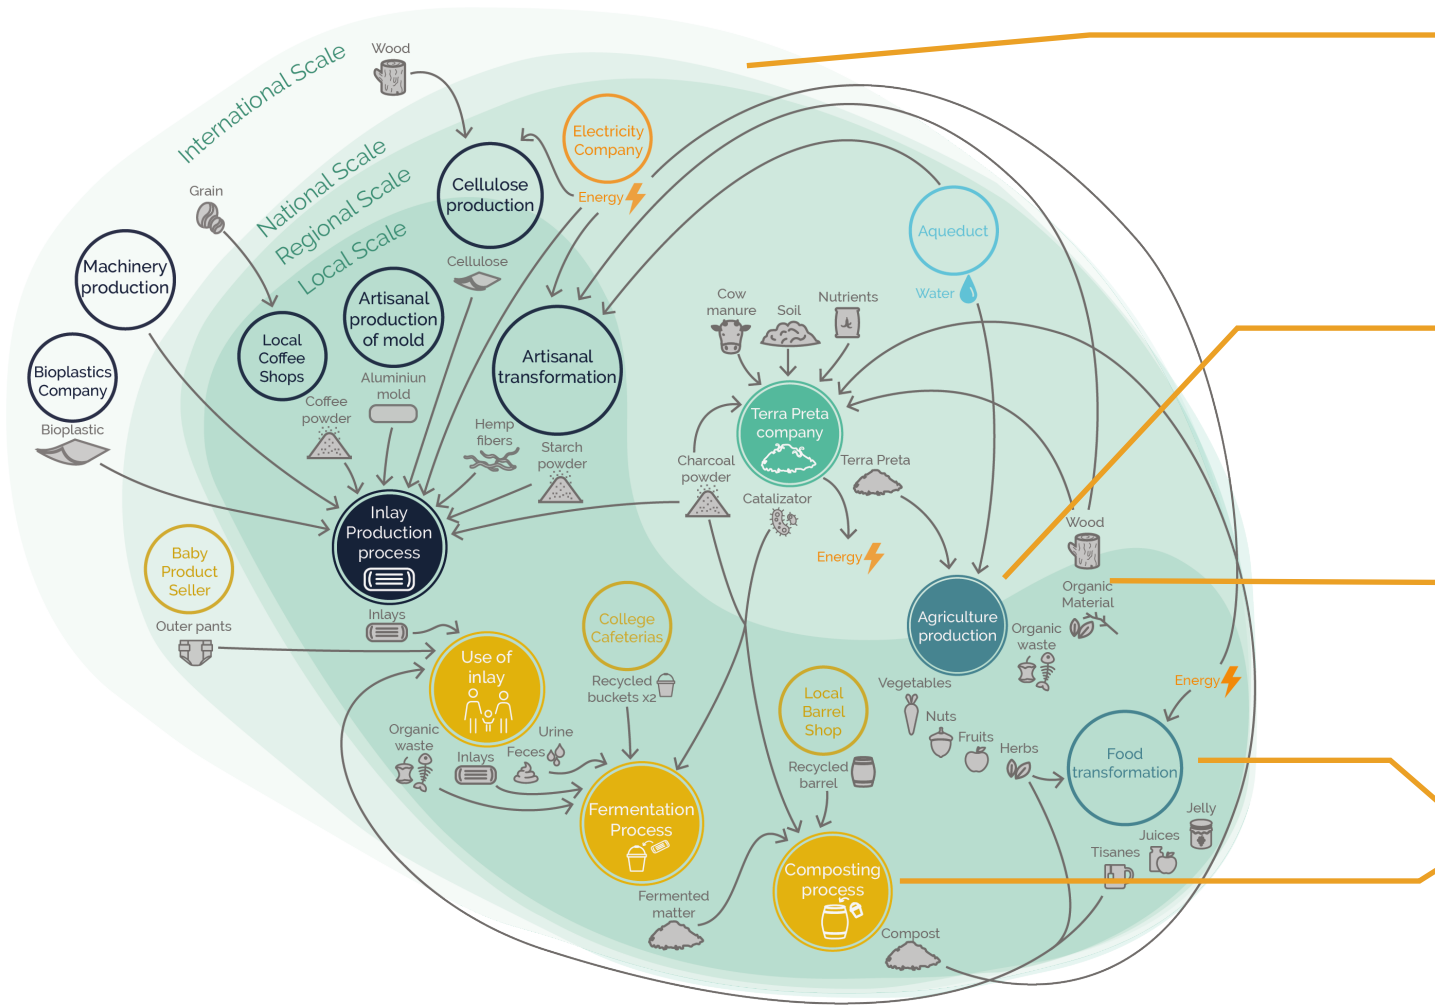 International Scale
National Scale
Regional Scale
Local Scale
Wood
Grain
Electricity
Company
Energy
Cellulose
production
Cellulose
Machinery
production
Artisanal
production
of mold
Aluminiun
mold
Local
Coffee
Shops
Coffee
powder
Bioplastics
Company
Bioplastic
Artisanal
transformation
Hemp
fibers
Starch
powder
Aqueduct
Water
Cow
manure
Soil
Nutrients
Terra Preta
company
Charcoal
powder
Catalizator
Terra Preta
Energy
Inlay
Production
process
Inlays
Baby
Product
Seller
Outer pants
Use of
inlay
College
Cafeterias
Recycled
buckets x2
Organic
waste
Inlays
Feces
Urine
Fermentation
Process
Fermented
matter
Local
Barrel
Shop
Recycled
barrel
Composting
process
Compost
Agriculture
production
Wood
Organic
Material
Organic
waste
Vegetables
Nuts
Fruits
Herbs
Energy
Food
transformation
Jelly
Juices
Tisanes